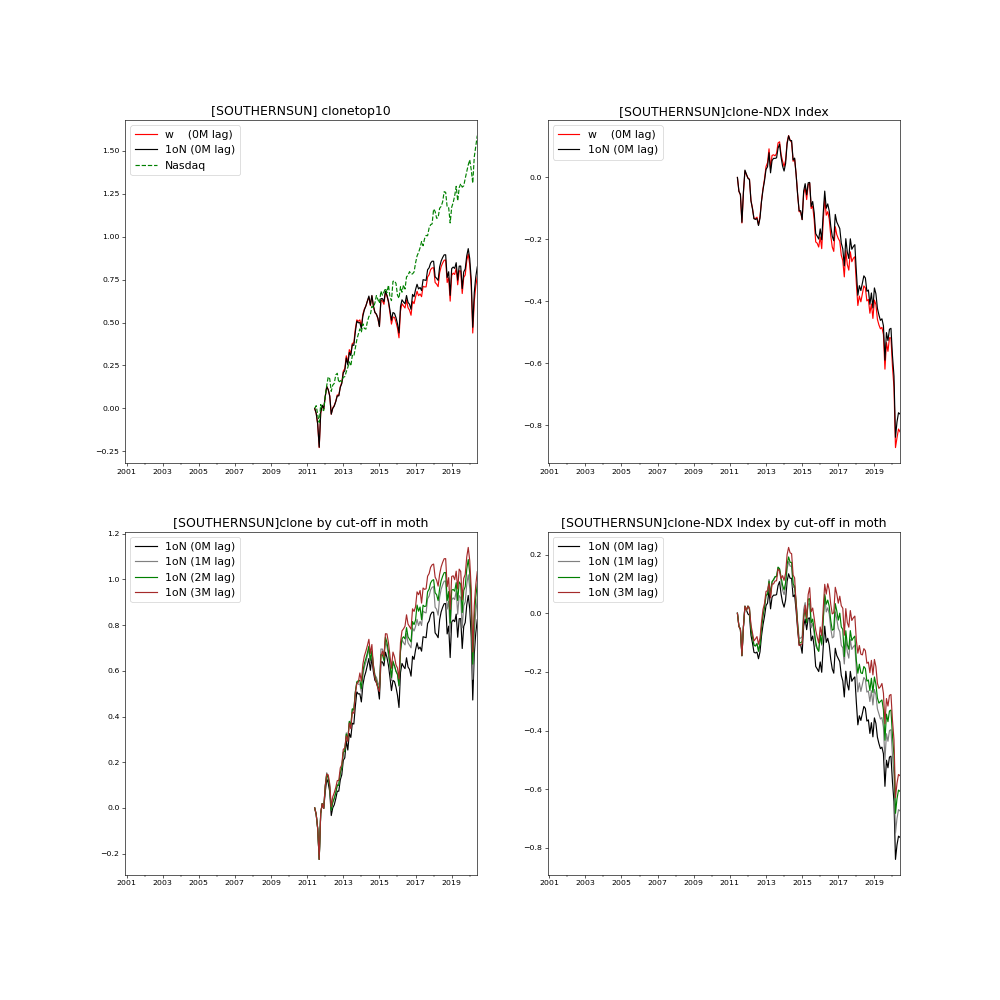 [SOUTHERNSUN] clonetop10
w (0M lag)
1oN (0M lag)
Nasdaq
1.50
1.25
1.00
0.75
0.50
0.25
0.00
−0.25
2001 2003 2005 2007 2009 2011 2013 2015 2017 2019
[SOUTHERNSUN]clone-NDX Index
w (0M lag)
1oN (0M lag)
0.0
−0.2
−0.4
−0.6
−0.8
2001 2003 2005 2007 2009 2011 2013 2015 2017 2019
[SOUTHERNSUN]clone by cut-off in moth
1oN (0M lag)
1oN (1M lag)
1oN (2M lag)
1oN (3M lag)
1.2
1.0
0.8
0.6
0.4
0.2
0.0
−0.2
2001 2003 2005 2007 2009 2011 2013 2015 2017 2019
[SOUTHERNSUN]clone-NDX Index by cut-off in moth
1oN (0M lag)
1oN (1M lag)
1oN (2M lag)
1oN (3M lag)
0.2
0.0
−0.2
−0.4
−0.6
−0.8
2001 2003 2005 2007 2009 2011 2013 2015 2017 2019